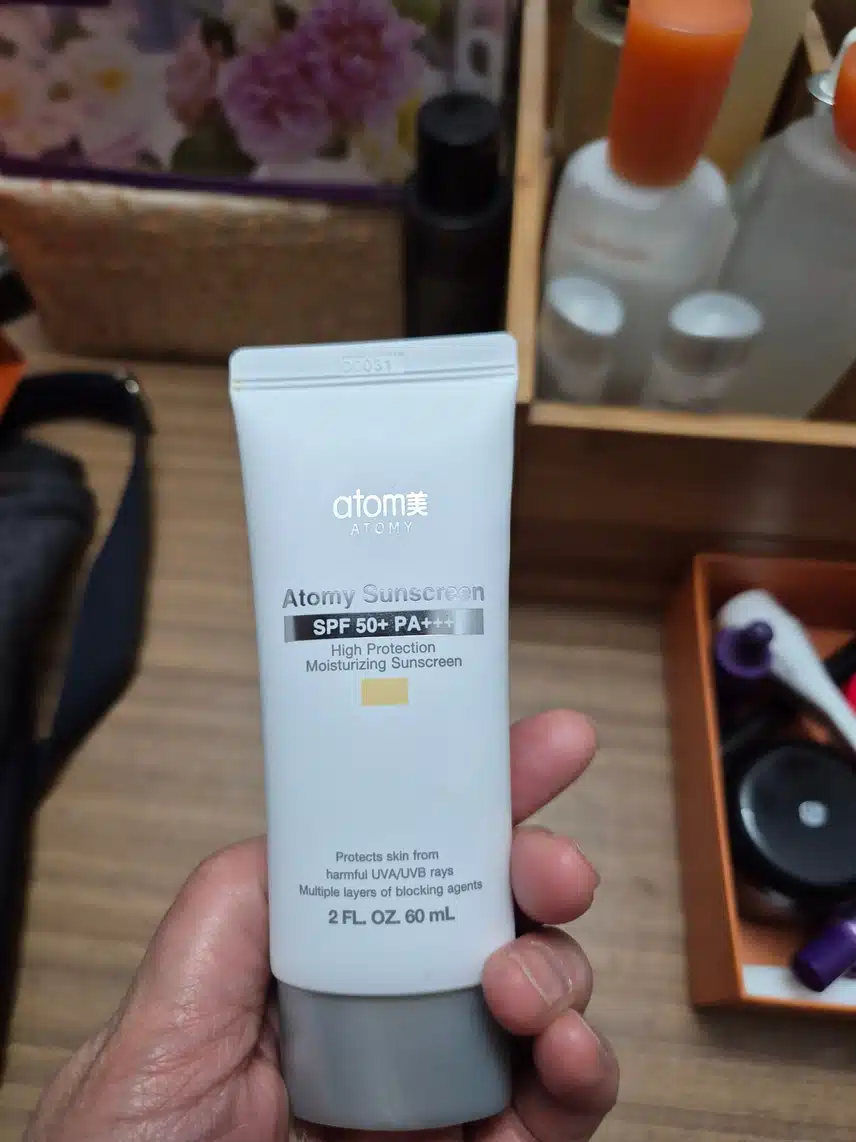 atom美
ATOMY
Atomy Sunscreen
SPF 50+ PA+++
High Protection
Moisturizing Sunscreen
Protects skin from
harmful UVA/UVB rays
Multiple layers of blocking agents
2 FL. OZ. 60 mL